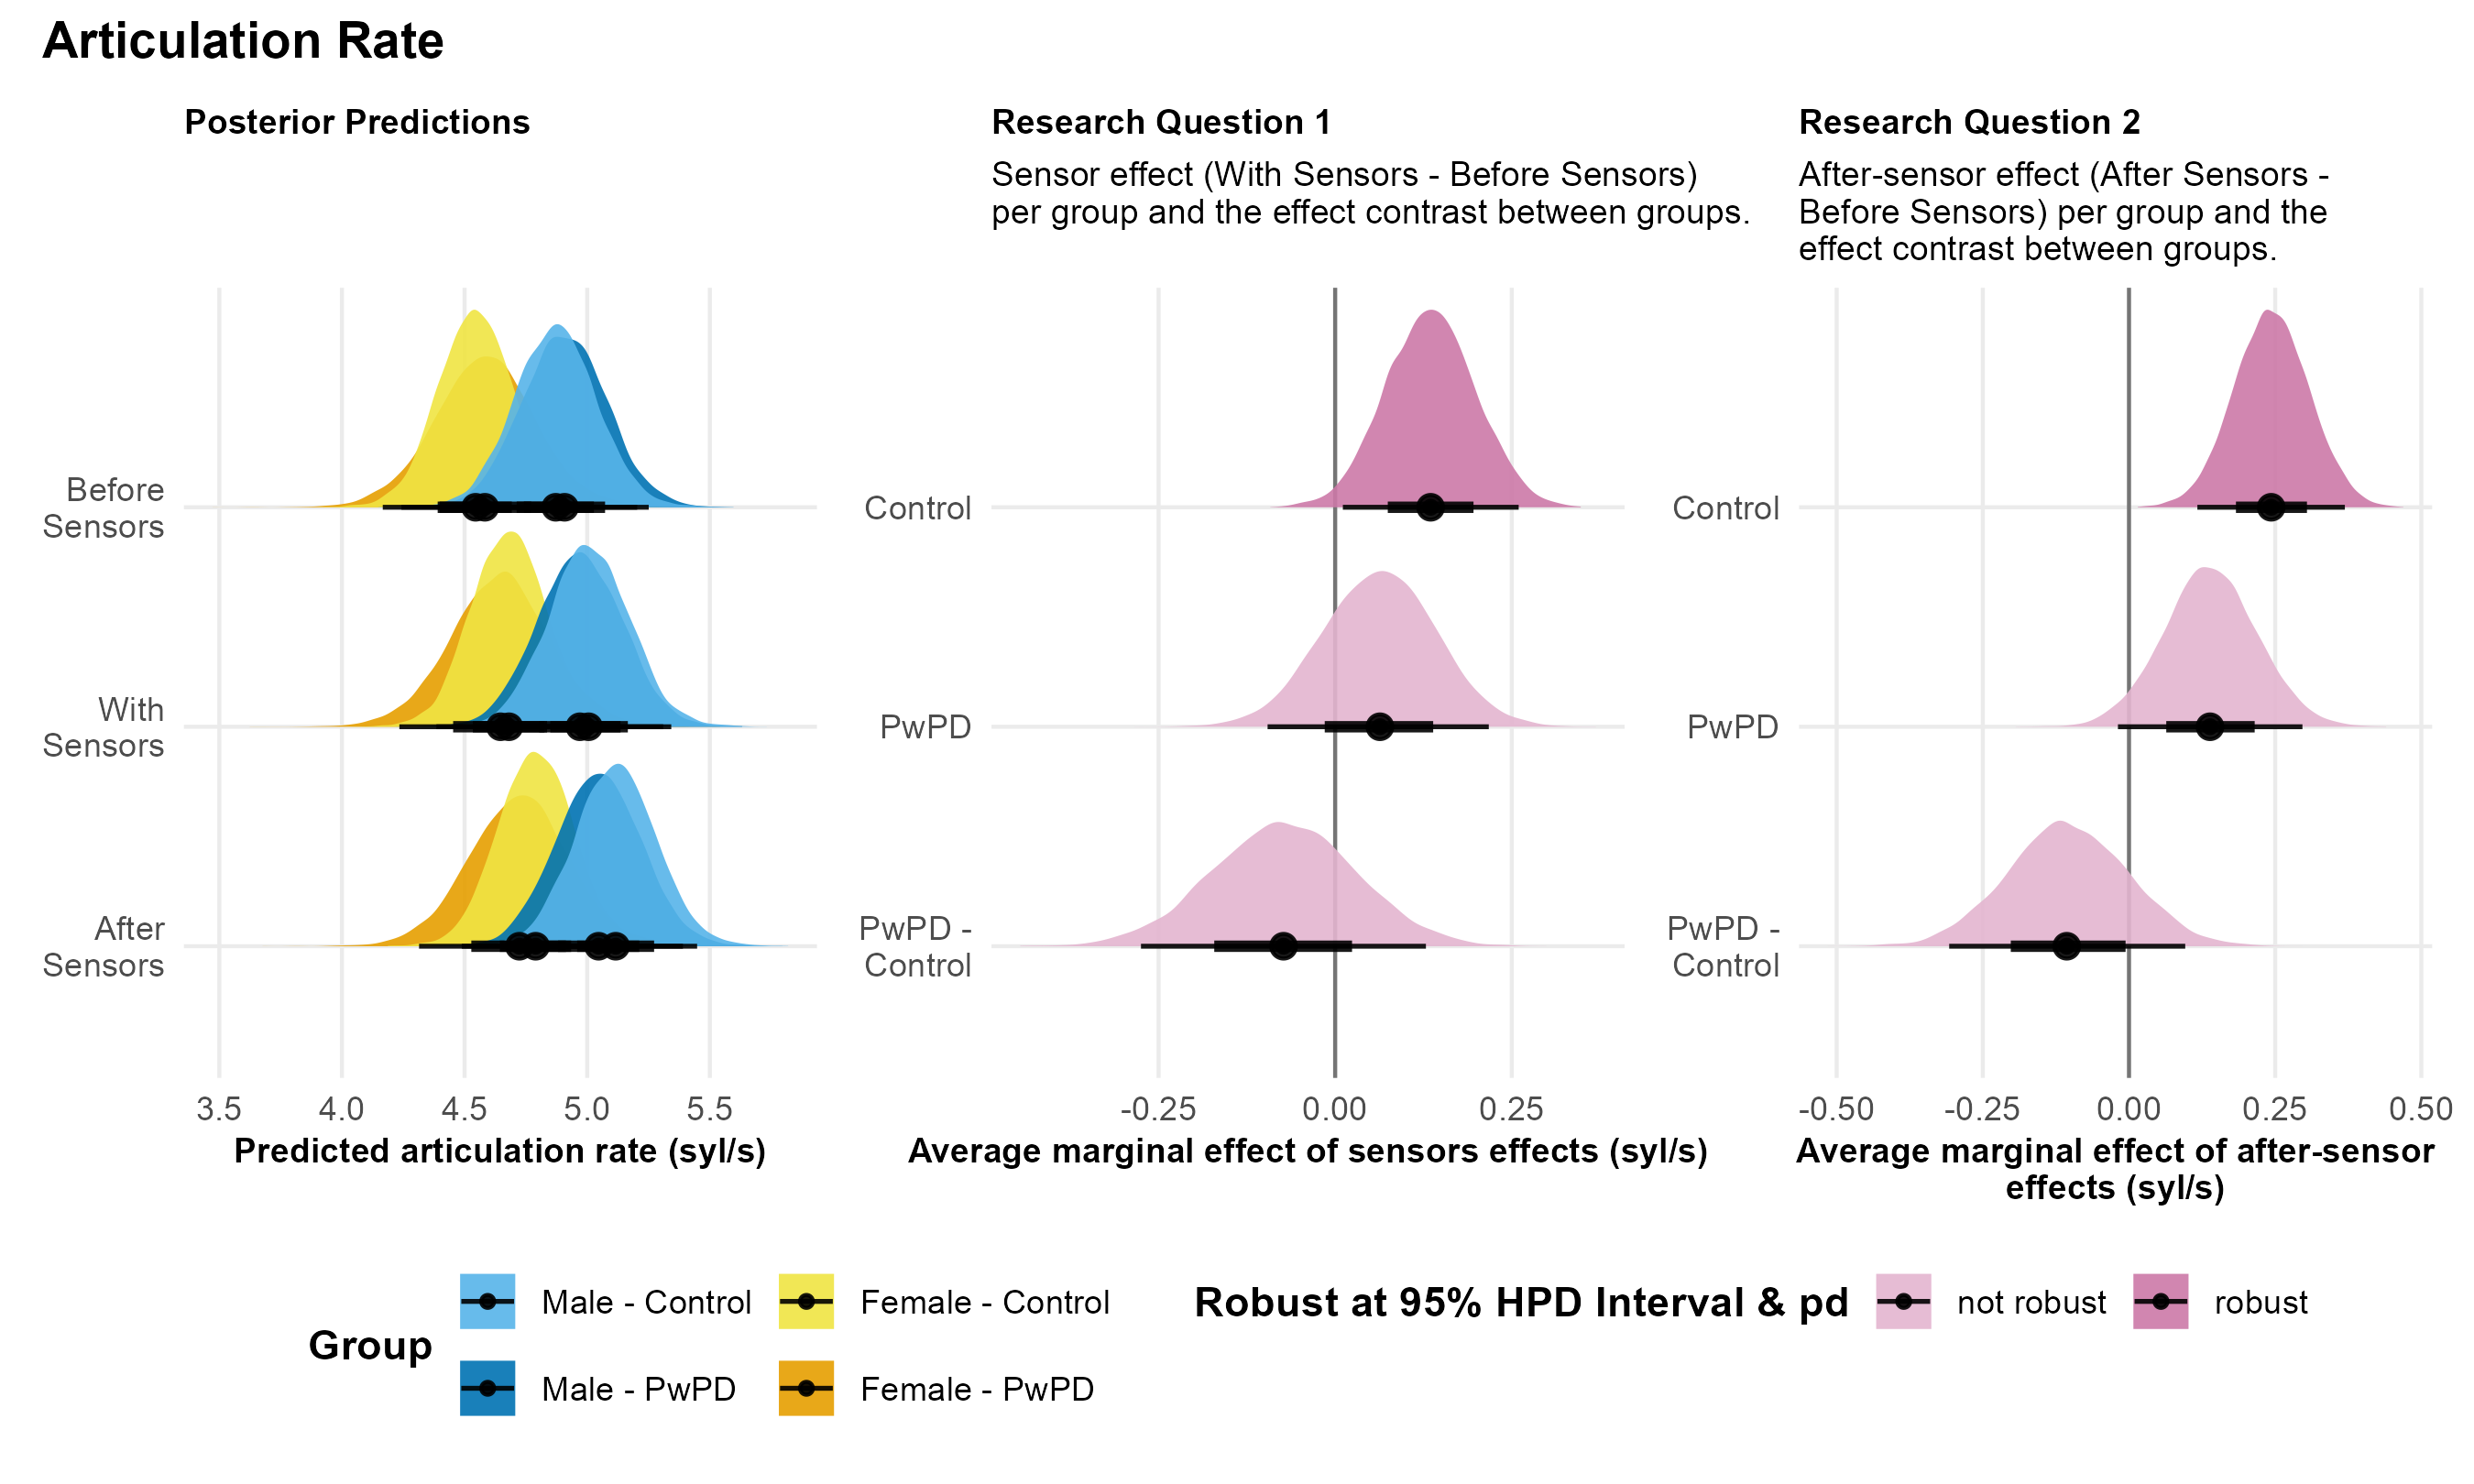 Articulation Rate
Posterior Predictions
Research Question 1
Sensor effect (With Sensors - Before Sensors)
per group and the effect contrast between groups.
Research Question 2
After-sensor effect (After Sensors -
Before Sensors) per group and the
effect contrast between groups.
Before
Sensors
With
Sensors
After
Sensors
3.5 4.0 4.5 5.0 5.5
Predicted articulation rate (syl/s)
Control
PwPD
PwPD -
Control
-0.25 0.00 0.25
Average marginal effect of sensors effects (syl/s)
Control
PwPD
PwPD -
Control
-0.50 -0.25 0.00 0.25 0.50
Average marginal effect of after-sensor
effects (syl/s)
Group
Male - Control
Female - Control
Male - PwPD
Female - PwPD
Robust at 95% HPD Interval & pd
not robust
robust